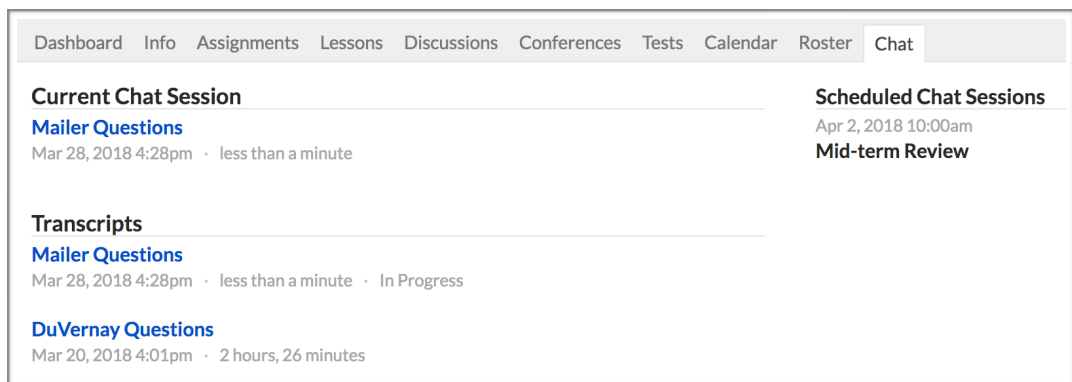 Dashboard Info Assignments Lessons Discussions Conferences Tests Calendar Roster Chat
Current Chat Session
Mailer Questions
Mar 28, 2018 4:28pm · less than a minute
Transcripts
Mailer Questions
Mar 28, 2018 4:28pm · less than a minute · In Progress
DuVernay Questions
Mar 20, 2018 4:01pm · 2 hours, 26 minutes
Scheduled Chat Sessions
Apr 2, 2018 10:00am
Mid-term Review